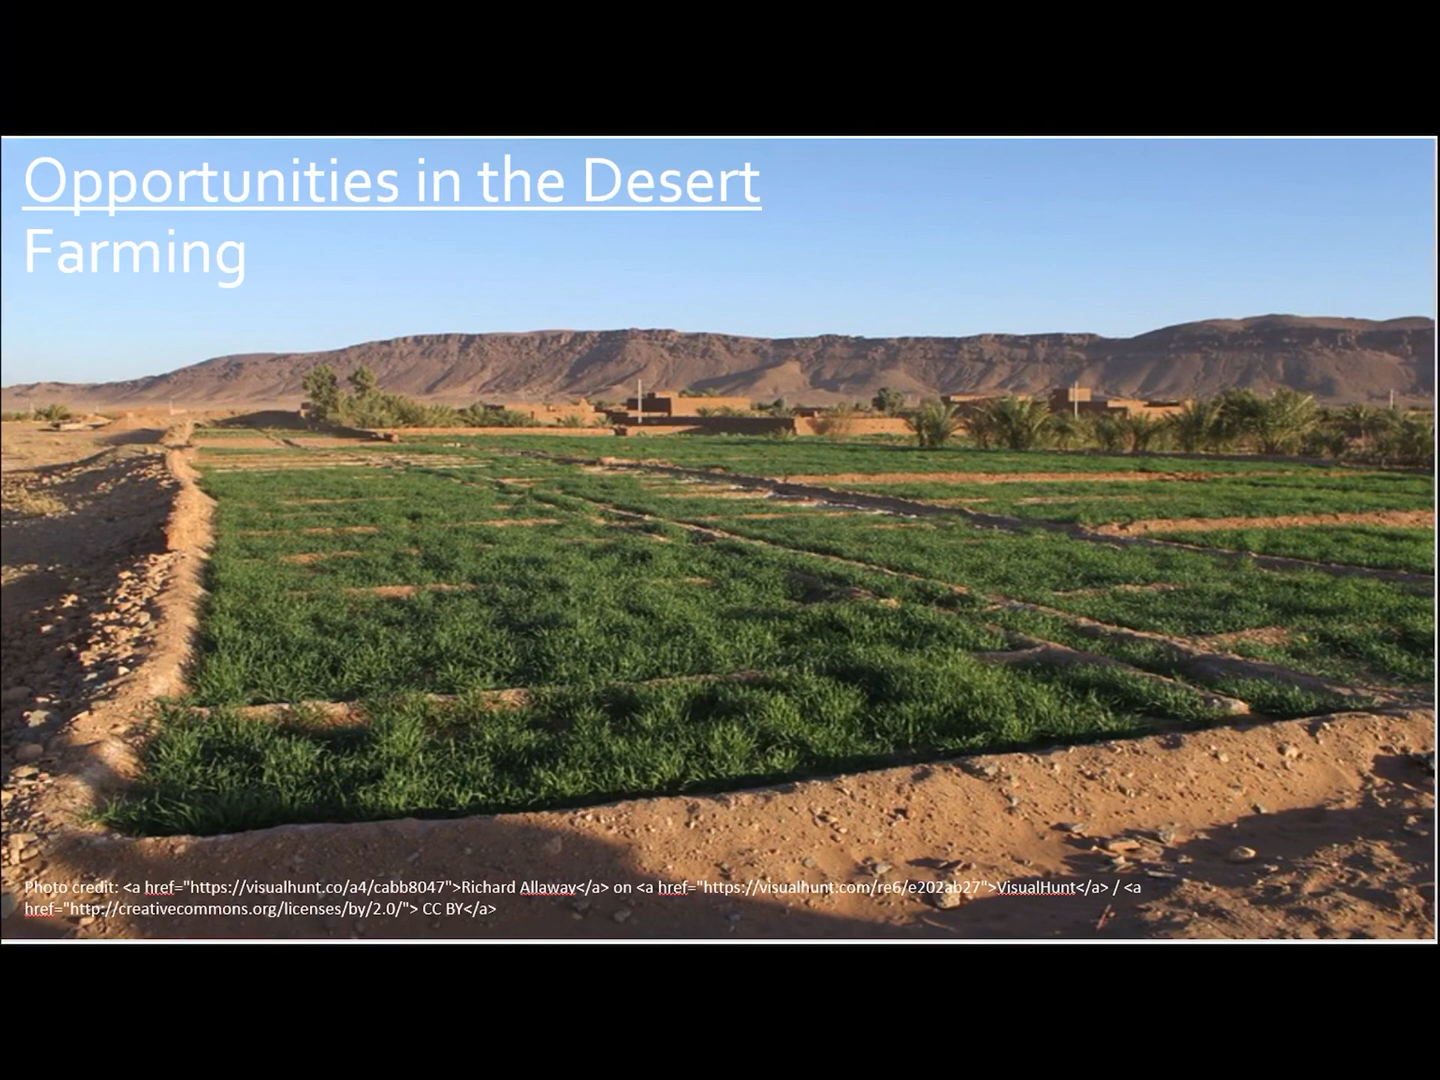 Opportunities in the Desert
Farming
Photo credit: <a href="https://visualhunt.co/a4/cabb8047">Richard Allaway</a> on <a href="https://visualhunt.com/re6/e202ab27">VisualHunt</a> / <a
href="http://creativecommons.org/licenses/by/2.0/"> CC BY</a>